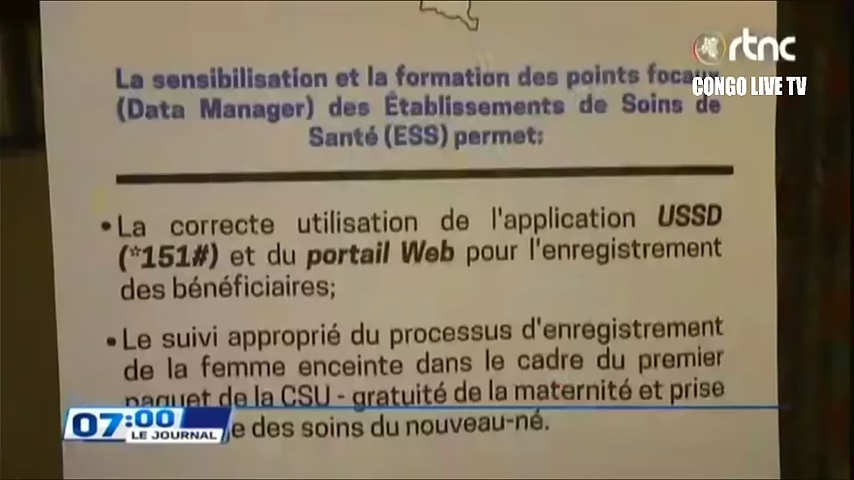 rtnc
CONGO LIVE TV
La sensibilisation et la formation des points
(Data Manager) des Établissements de Soins de
Santé (ESS) permet:
•La correcte utilisation de l'application USSD
(*151#) et du portail Web pour l'enregistrement
des bénéficiaires;
•Le suivi approprié du processus d'enregistrement
de la femme enceinte dans le cadre du premier
paquet de la CSU - gratuité de la maternité et prise
des soins du nouveau-né.
07:00
LE JOURNAL